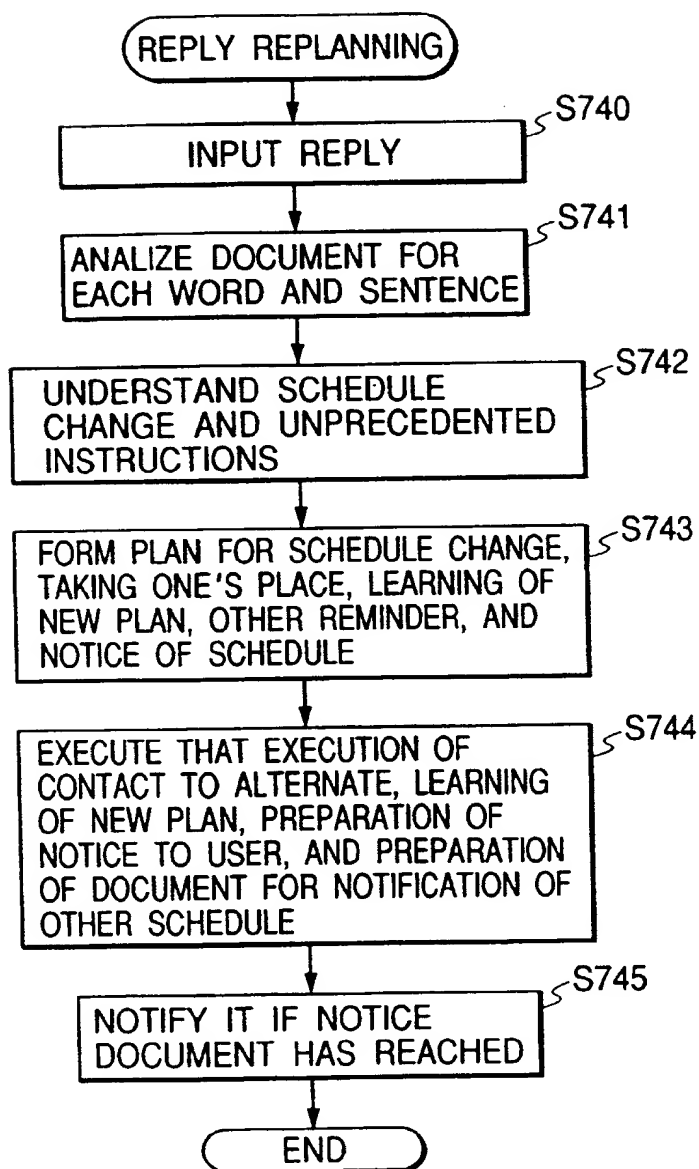 REPLY REPLANNING
S740
INPUT REPLY
S741
ANALIZE DOCUMENT FOR
EACH WORD AND SENTENCE
S742
UNDERSTAND SCHEDULE
CHANGE AND UNPRECEDENTED
INSTRUCTIONS
S743
FORM PLAN FOR SCHEDULE CHANGE,
TAKING ONE'S PLACE, LEARNING OF
NEW PLAN, OTHER REMINDER, AND
NOTICE OF SCHEDULE
S744
EXECUTE THAT EXECUTION OF
CONTACT TO ALTERNATE, LEARNING
OF NEW PLAN, PREPARATION OF
NOTICE TO USER, AND PREPARATION
OF DOCUMENT FOR NOTIFICATION OF
OTHER SCHEDULE
S745
NOTIFY IT IF NOTICE
DOCUMENT HAS REACHED
END